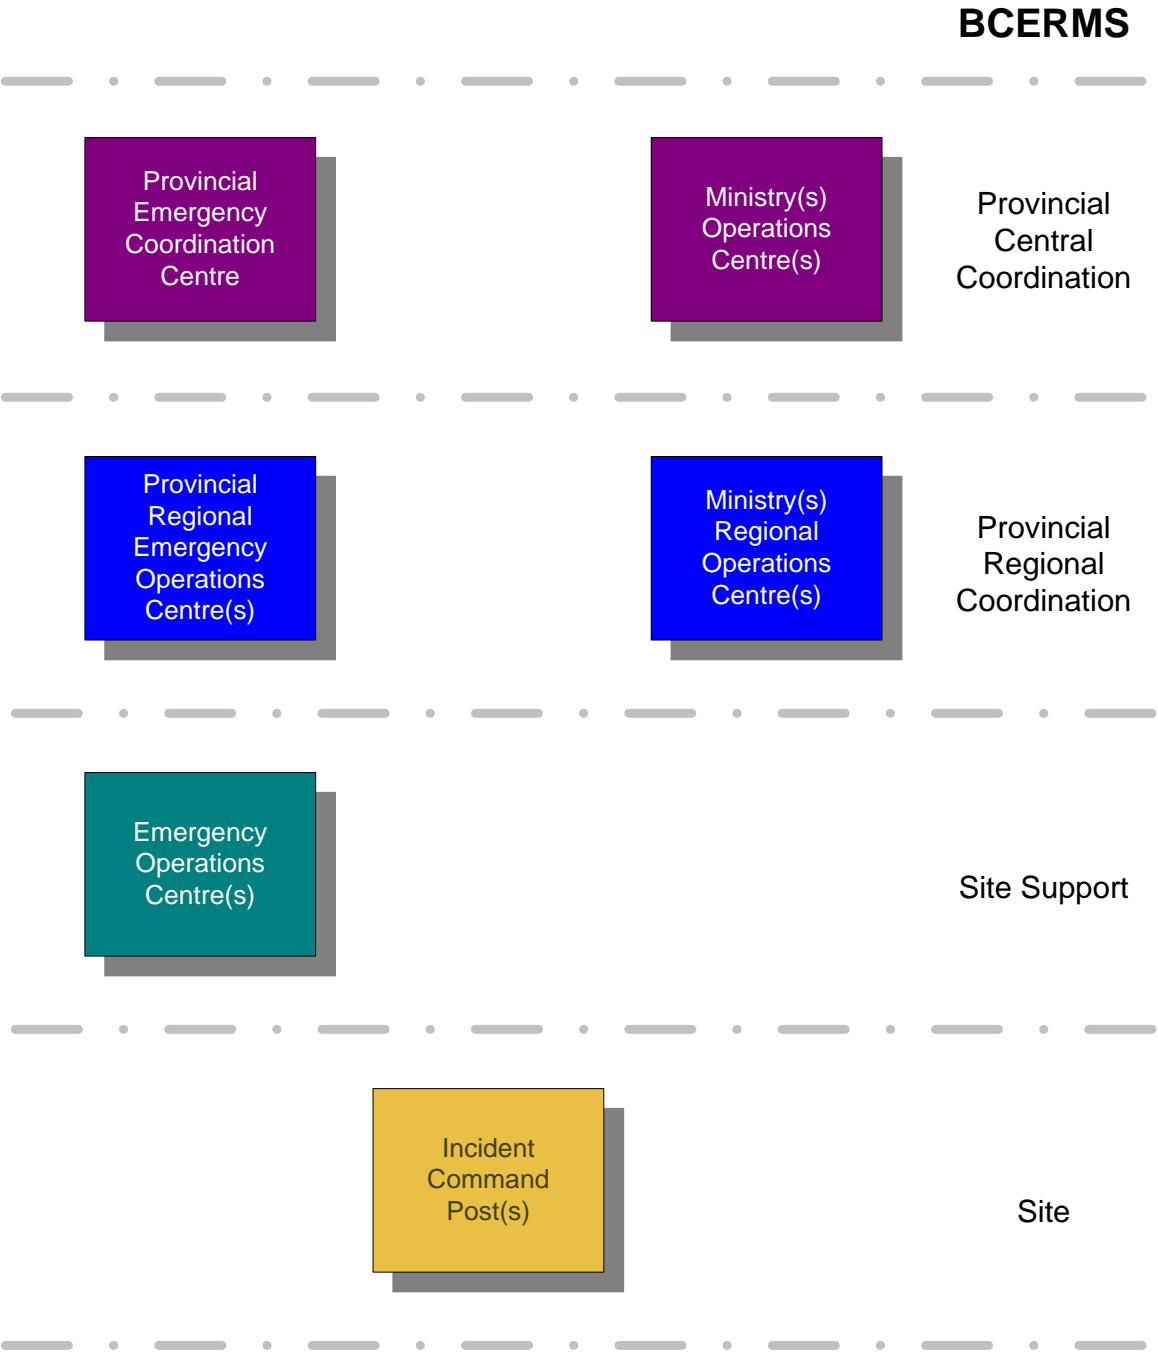 BCERMS
Provincial
Emergency
Coordination
Centre
Ministry(s)
Operations
Centre(s)
Provincial
Central
Coordination
Provincial
Regional
Emergency
Operations
Centre(s)
Ministry(s)
Regional
Operations
Centre(s)
Provincial
Regional
Coordination
Emergency
Operations
Centre(s)
Site Support
Incident
Command
Post(s)
Site